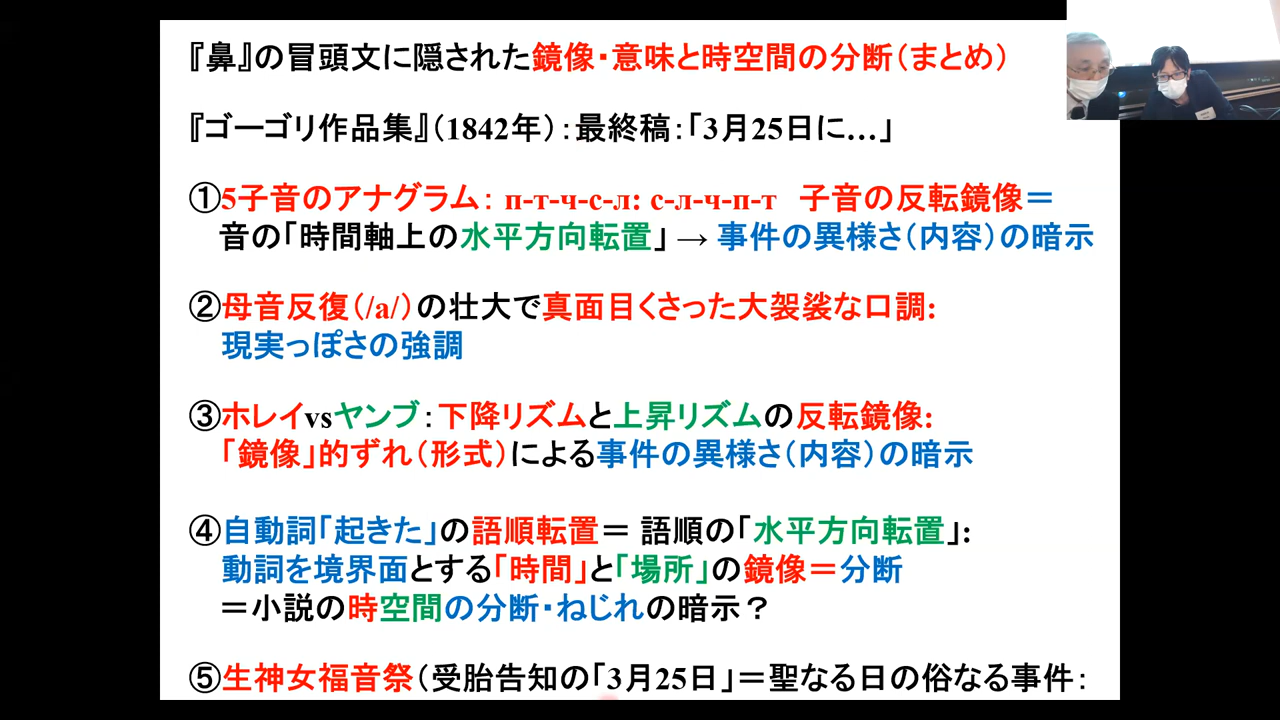 『鼻』の冒頭文に隠された鏡像・意味と時空間の分断(まとめ)
『ゴーゴリ作品集』(1842年):最終稿:「3月25日に…」
①5子音のアナグラム: п-т-ч-с-л: с-л-ч-п-т 子音の反転鏡像=
音の「時間軸上の水平方向転置」 → 事件の異様さ(内容)の暗示
②母音反復(/a/)の壮大で真面目くさった大袈裟な口調:
現実っぽさの強調
③ホレイvsヤンブ:下降リズムと上昇リズムの反転鏡像:
「鏡像」的ずれ(形式)による事件の異様さ(内容)の暗示
④自動詞「起きた」の語順転置= 語順の「水平方向転置」:
動詞を境界面とする「時間」と「場所」の鏡像=分断
=小説の時空間の分断・ねじれの暗示?
⑤生神女福音祭(受胎告知の「3月25日」=聖なる日の俗なる事件: